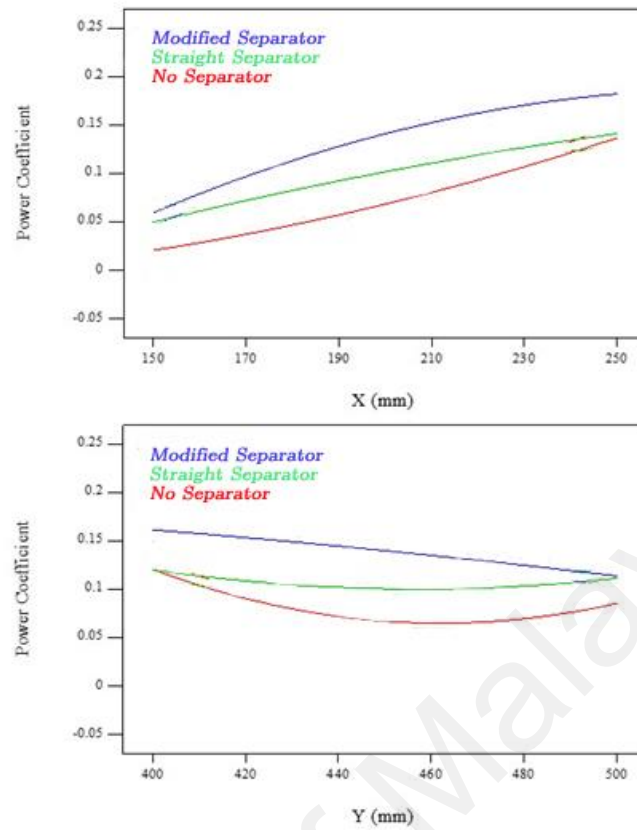 0.25
Modified Separator
Straight Separator
No Separator
0.2
0.15
0.1
0.05
0
-0.05
Power Coefficient
150 170 190 210 230 250
X (mm)
0.25
Modified Separator
Straight Separator
No Separator
0.2
0.15
0.1
0.05
0
-0.05
Power Coefficient
400 420 440 460 480 500
Y (mm)
of Malay